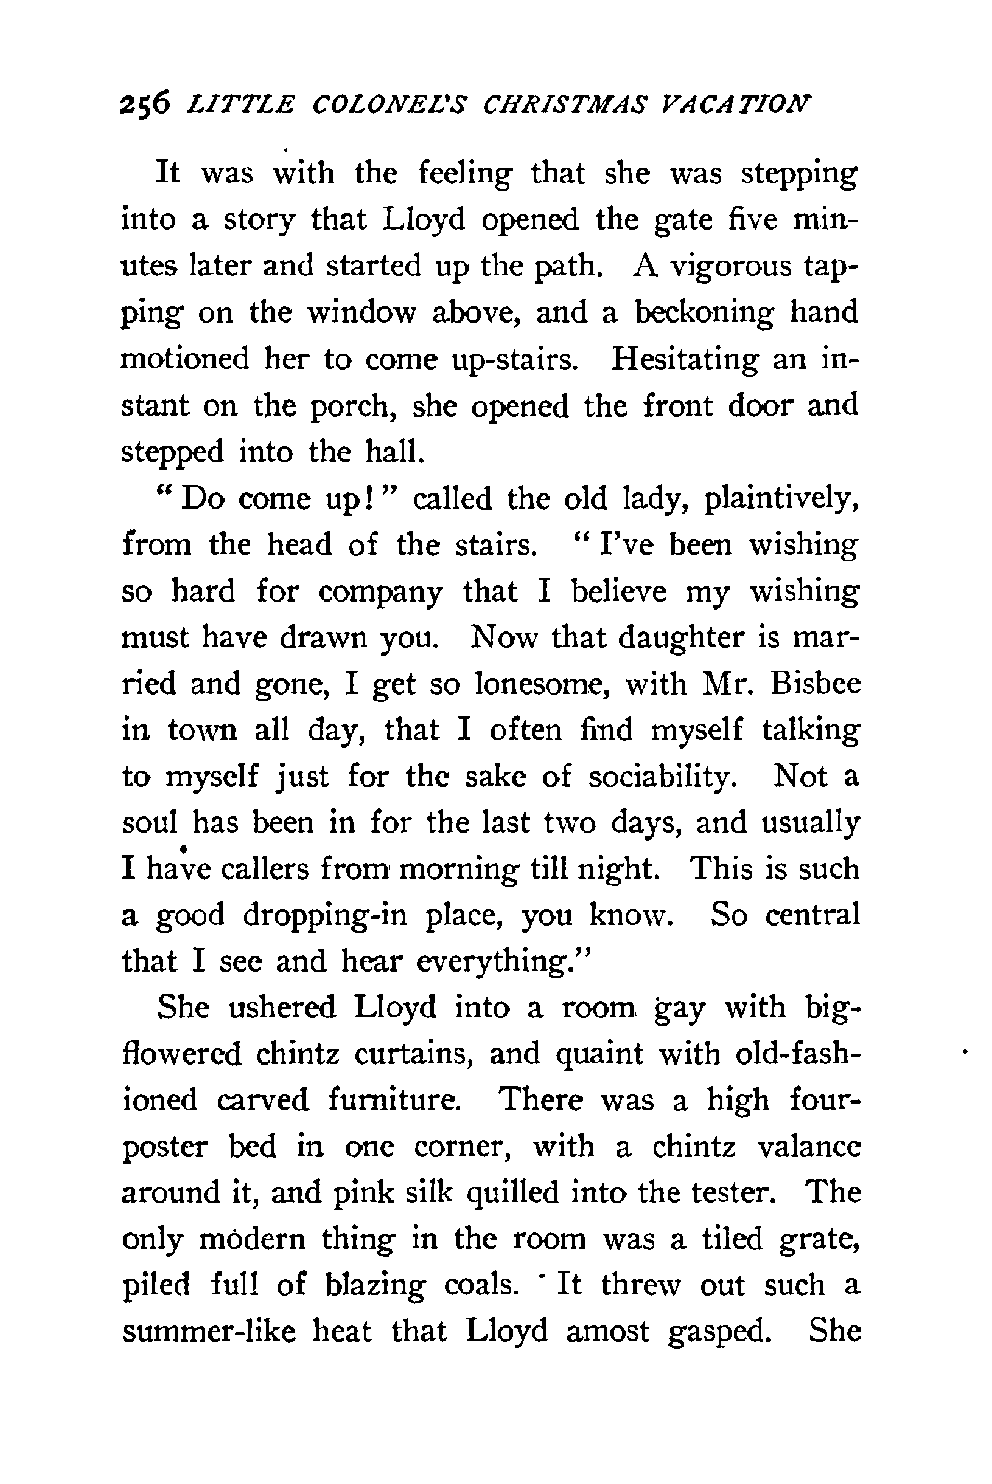 256 LITTLE COLONEL'S CHRISTMAS VACATION
It was with the feeling that she was stepping
into a story that Lloyd opened the gate five min-
utes later and started up the path. A vigorous tap-
ping on the window above, and a beckoning hand
motioned her to come up-stairs. Hesitating an in-
stant on the porch, she opened the front door and
stepped into the hall.
" Do come up! " called the old lady, plaintively,
from the head of the stairs. " I've been wishing
so hard for company that I believe my wishing
must have drawn you. Now that daughter is mar-
ried and gone, I get so lonesome, with Mr. Bisbee
in town all day, that I often find myself talking
to myself just for the sake of sociability. Not a
soul has been in for the last two days, and usually
I have callers from morning till night. This is such
a good dropping-in place, you know. So central
that I see and hear everything."
She ushered Lloyd into a room gay with big-
flowered chintz curtains, and quaint with old-fash-
ioned carved furniture. There was a high four-
poster bed in one corner, with a chintz valance
around it, and pink silk quilled into the tester. The
only modern thing in the room was a tiled grate,
piled full of blazing coals. It threw out such a
summer-like heat that Lloyd amost gasped. She